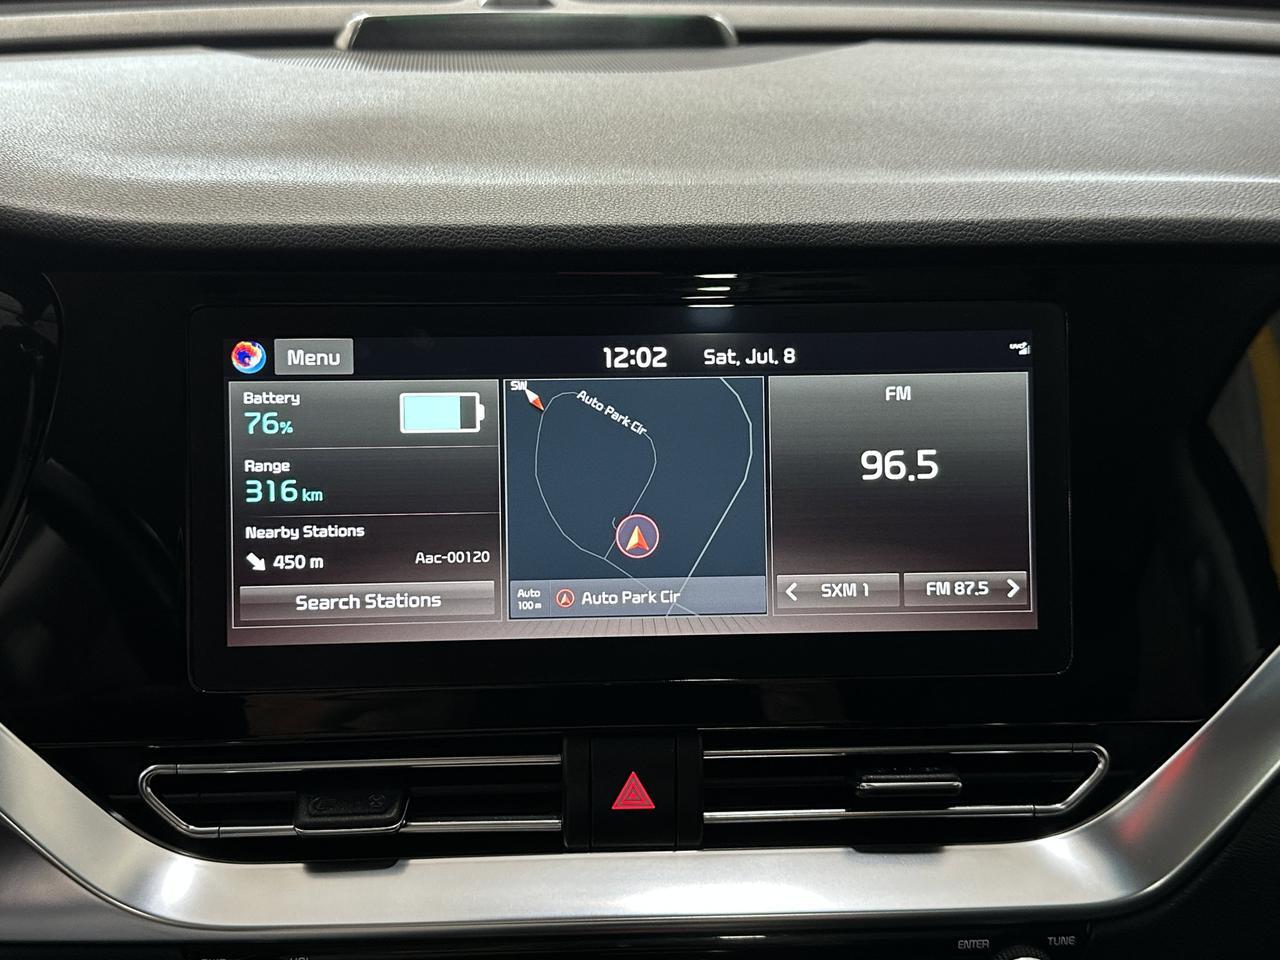 Menu
12:02
Sat, Jul. 8
Battery
76%
Range
316 km
Nearby Stations
450 m
Aac-00120
Search Stations
SW
Auto Park Cir
Auto
100 m
Auto Park Cir
FM
96.5
SXM 1
FM 87.5
ENTER
TUNE